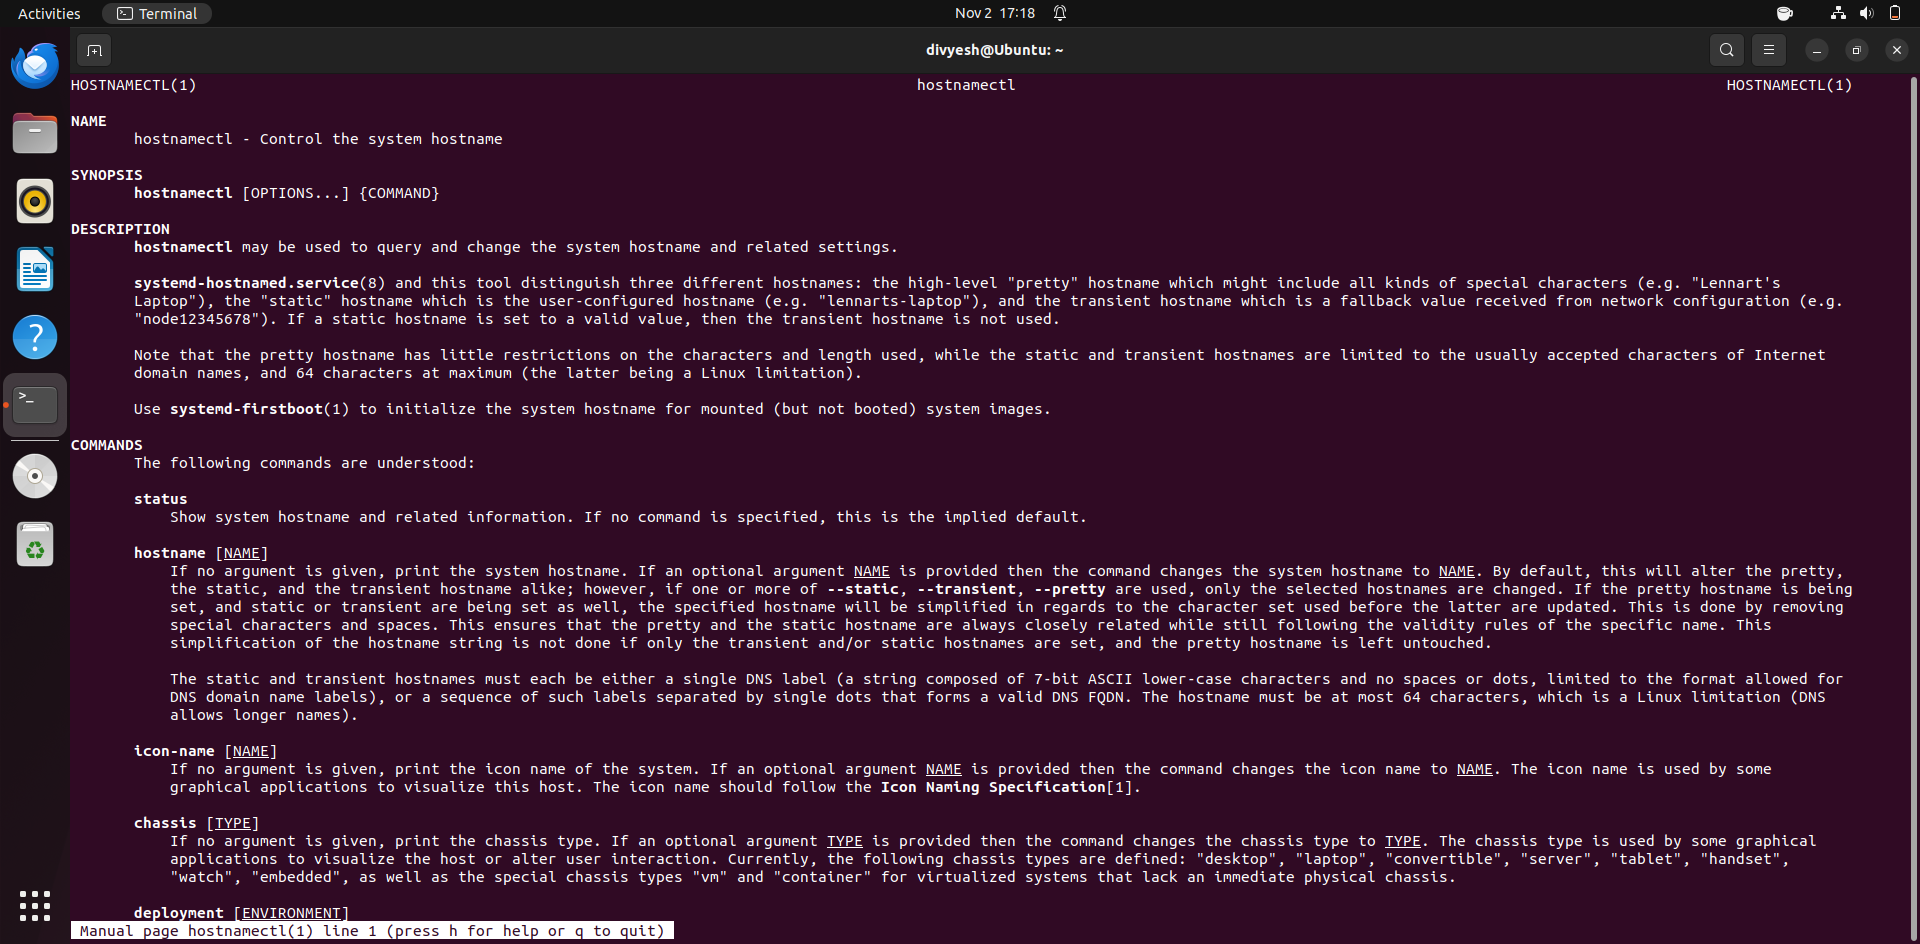 Activities
Terminal
Nov 2 17:18
divyesh@Ubuntu: ~
HOSTNAMECTL(1) hostnamectl HOSTNAMECTL(1)
NAME
hostnamectl - Control the system hostname
SYNOPSIS
hostnamectl [OPTIONS...] {COMMAND}
DESCRIPTION
hostnamectl may be used to query and change the system hostname and related settings.
systemd-hostnamed.service(8) and this tool distinguish three different hostnames: the high-level "pretty" hostname which might include all kinds of special characters (e.g. "Lennart's
Laptop"), the "static" hostname which is the user-configured hostname (e.g. "lennarts-laptop"), and the transient hostname which is a fallback value received from network configuration (e.g.
"node12345678"). If a static hostname is set to a valid value, then the transient hostname is not used.
Note that the pretty hostname has little restrictions on the characters and length used, while the static and transient hostnames are limited to the usually accepted characters of Internet
domain names, and 64 characters at maximum (the latter being a Linux limitation).
Use systemd-firstboot(1) to initialize the system hostname for mounted (but not booted) system images.
COMMANDS
The following commands are understood:
status
Show system hostname and related information. If no command is specified, this is the implied default.
hostname [NAME]
If no argument is given, print the system hostname. If an optional argument NAME is provided then the command changes the system hostname to NAME. By default, this will alter the pretty,
the static, and the transient hostname alike; however, if one or more of --static, --transient, --pretty are used, only the selected hostnames are changed. If the pretty hostname is being
set, and static or transient are being set as well, the specified hostname will be simplified in regards to the character set used before the latter are updated. This is done by removing
special characters and spaces. This ensures that the pretty and the static hostname are always closely related while still following the validity rules of the specific name. This
simplification of the hostname string is not done if only the transient and/or static hostnames are set, and the pretty hostname is left untouched.
The static and transient hostnames must each be either a single DNS label (a string composed of 7-bit ASCII lower-case characters and no spaces or dots, limited to the format allowed for
DNS domain name labels), or a sequence of such labels separated by single dots that forms a valid DNS FQDN. The hostname must be at most 64 characters, which is a Linux limitation (DNS
allows longer names).
icon-name [NAME]
If no argument is given, print the icon name of the system. If an optional argument NAME is provided then the command changes the icon name to NAME. The icon name is used by some
graphical applications to visualize this host. The icon name should follow the Icon Naming Specification[1].
chassis [TYPE]
If no argument is given, print the chassis type. If an optional argument TYPE is provided then the command changes the chassis type to TYPE. The chassis type is used by some graphical
applications to visualize the host or alter user interaction. Currently, the following chassis types are defined: "desktop", "laptop", "convertible", "server", "tablet", "handset",
"watch", "embedded", as well as the special chassis types "vm" and "container" for virtualized systems that lack an immediate physical chassis.
deployment [ENVIRONMENT]
Manual page hostnamectl(1) line 1 (press h for help or q to quit)